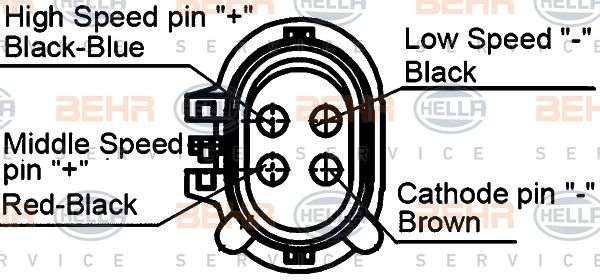 High Speed pin "+"
Black-Blue
Low Speed "-"
Black
Middle Speed
pin "+"
Red-Black
Cathode pin "-"
Brown
BEHR HELLA
SERVICE